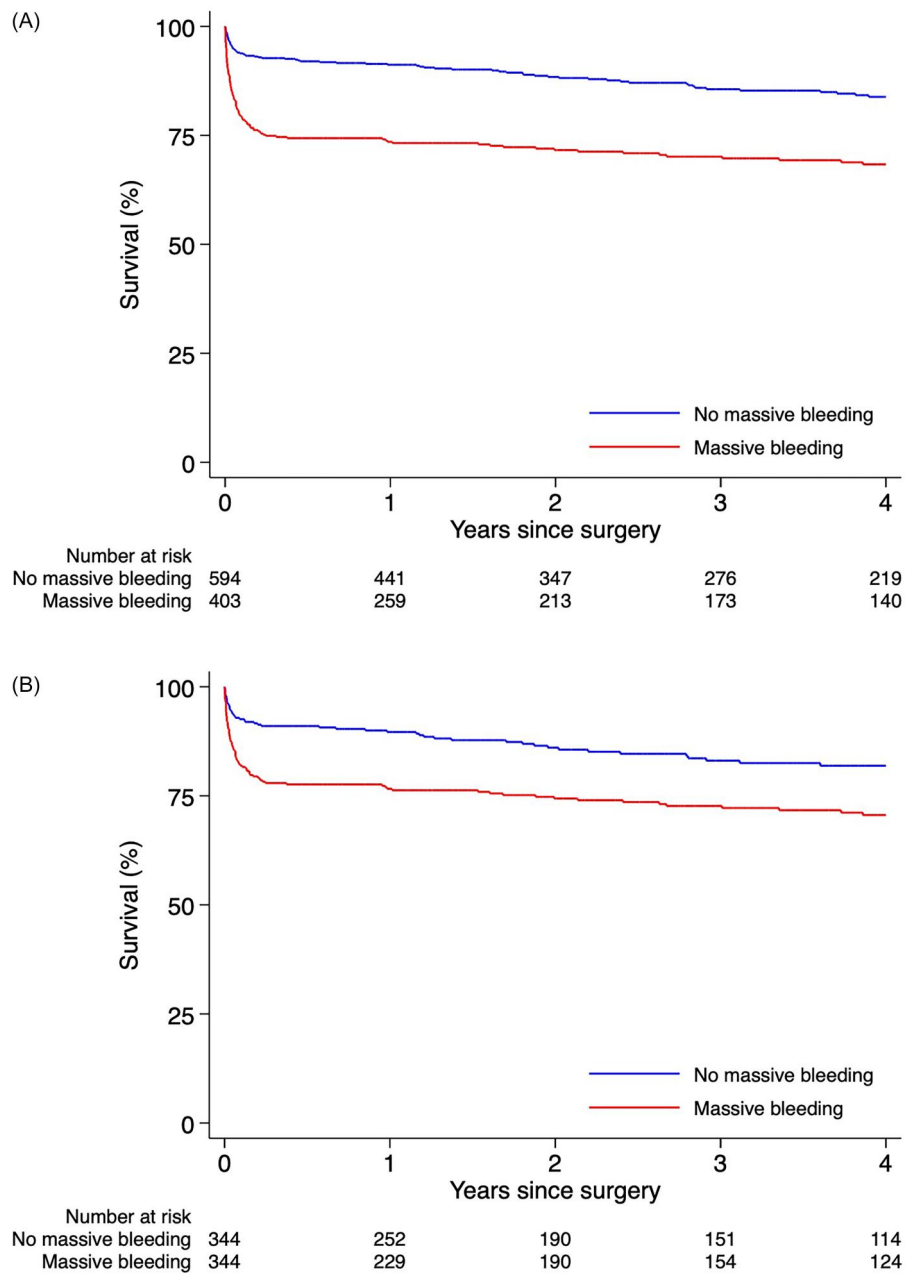 (A)
100
75
50
25
0
Survival (%)
No massive bleeding
Massive bleeding
0 1 2 3 4
Years since surgery
Number at risk
No massive bleeding 594 441 347 276 219
Massive bleeding 403 259 213 173 140
(B)
100
75
50
25
0
Survival (%)
No massive bleeding
Massive bleeding
0 1 2 3 4
Years since surgery
Number at risk
No massive bleeding 344 252 190 151 114
Massive bleeding 344 229 190 154 124